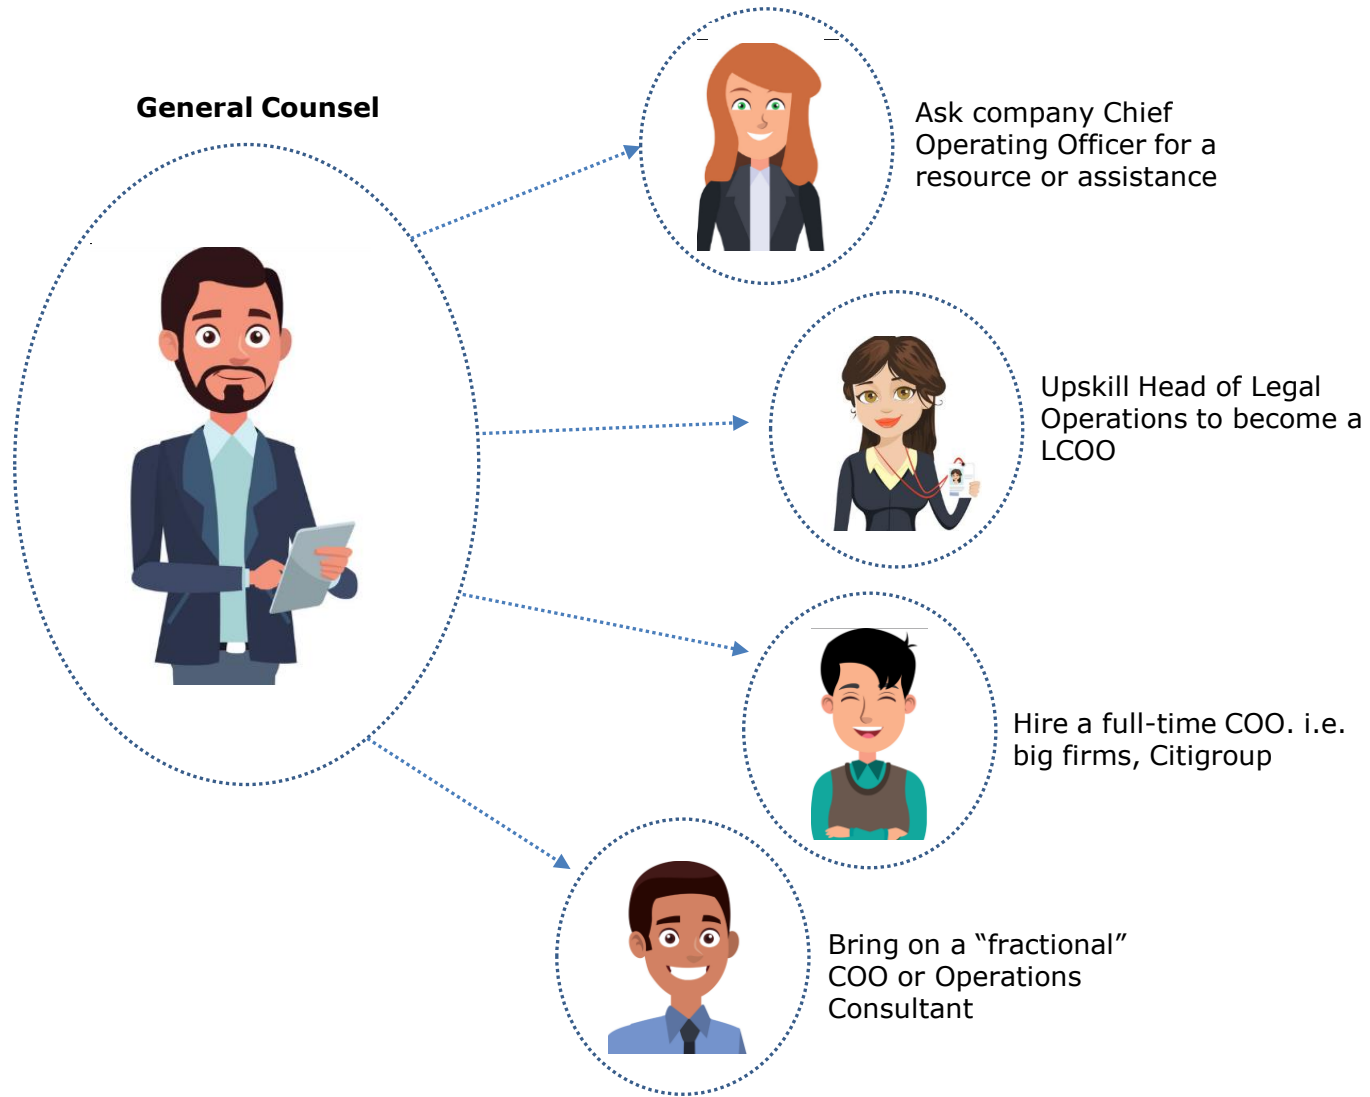 General Counsel
Ask company Chief
Operating Officer for a
resource or assistance
Upskill Head of Legal
Operations to become a
LCOO
Hire a full-time COO. i.e.
big firms, Citigroup
Bring on a “fractional”
COO or Operations
Consultant